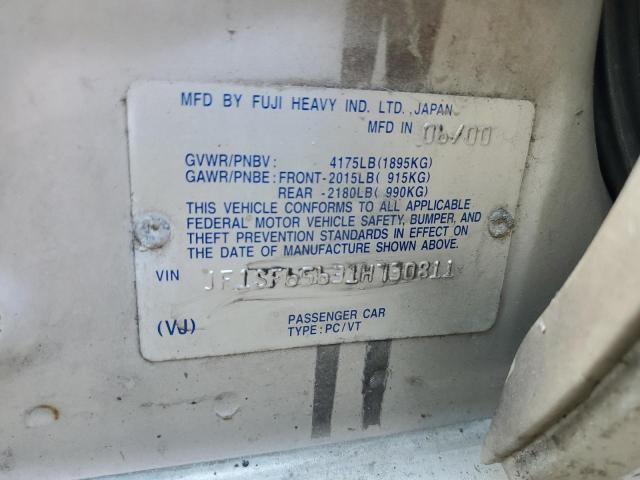 MFD BY FUJI HEAVY IND. LTD.,JAPAN
MFD IN 06/00
GVWR/PNBV: 4175LB(1895KG)
GAWR/PNBE: FRONT-2015LB( 915KG)
REAR -2180LB( 990KG)
THIS VEHICLE CONFORMS TO ALL APPLICABLE
FEDERAL MOTOR VEHICLE SAFETY, BUMPER, AND
THEFT PREVENTION STANDARDS IN EFFECT ON
THE DATE OF MANUFACTURE SHOWN ABOVE.
VIN JF1SF65631H730811
(VJ) PASSENGER CAR
TYPE: PC/VT